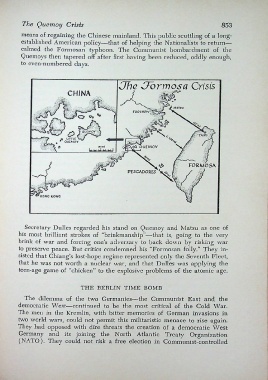 The Quemoy Crisis 853
means of regaining the Chinese mainland. This public scuttling of a long-
established American policy—that of helping the Nationalists to return—
calmed the Formosan typhoon. The Communist bombardment of the
Quemoys then tapered off after first having been reduced, oddly enough,
to even-numbered days.
The Formosa Crisis
CHINA
MATSU
QUEMOY
FORMOSA
PESCADORES
HONG KONG
Secretary Dulles regarded his stand on Quemoy and Matsu as one of
his most brilliant strokes of "brinkmanship"—that is, going to the very
brink of war and forcing one's adversary to back down by risking war
to preserve peace. But critics condemned his "Formosan folly." They in-
sisted that Chiang's lost-hope regime represented only the Seventh Fleet,
that he was not worth a nuclear war, and that Dulles was applying the
teen-age game of "chicken" to the explosive problems of the atomic age.
THE BERLIN TIME BOMB
The dilemma of the two Germanies—the Communist East and the
democratic West—continued to be the most critical of the Cold War.
The men in the Kremlin, with bitter memories of German invasions in
two world wars, could not permit this militaristic menace to rise again.
They had opposed with dire threats the creation of a democratic West
Germany and its joining the North Atlantic Treaty Organization
(NATO). They could not risk a free election in Communist-controlled